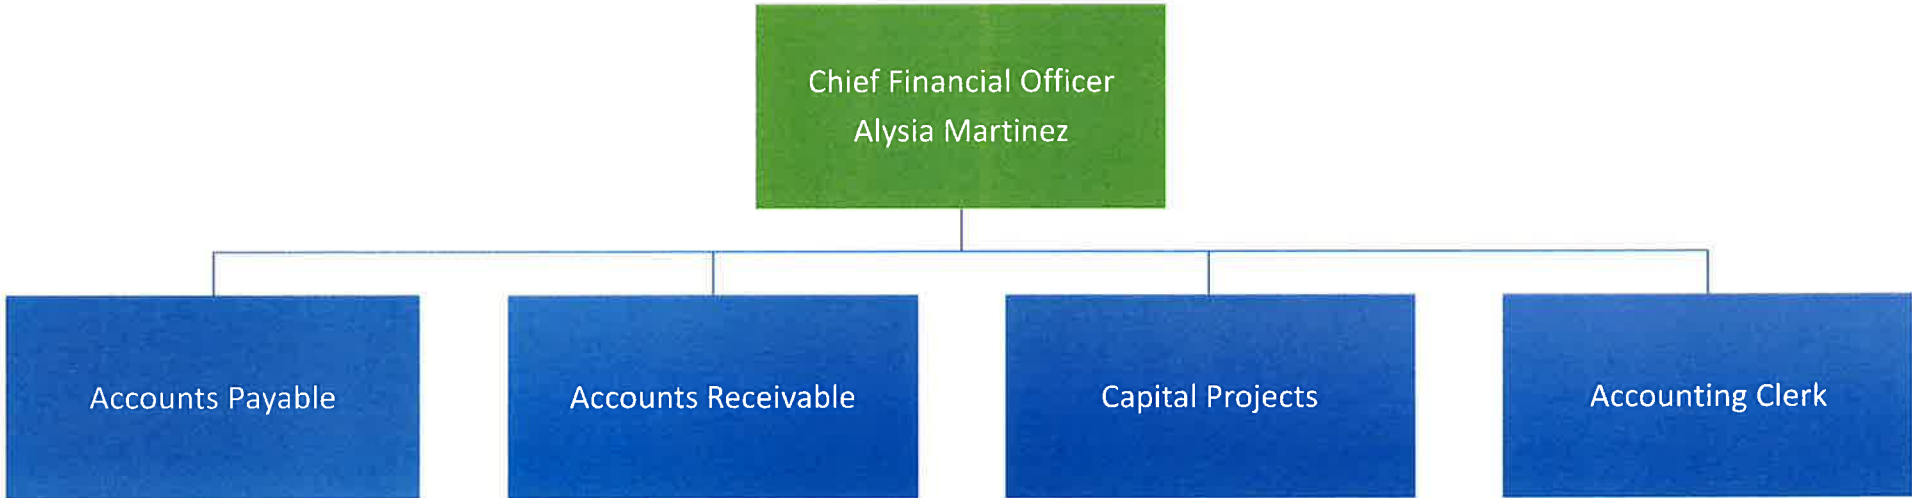 Chief Financial Officer
Alysia Martinez
Accounts Payable
Accounts Receivable
Capital Projects
Accounting Clerk